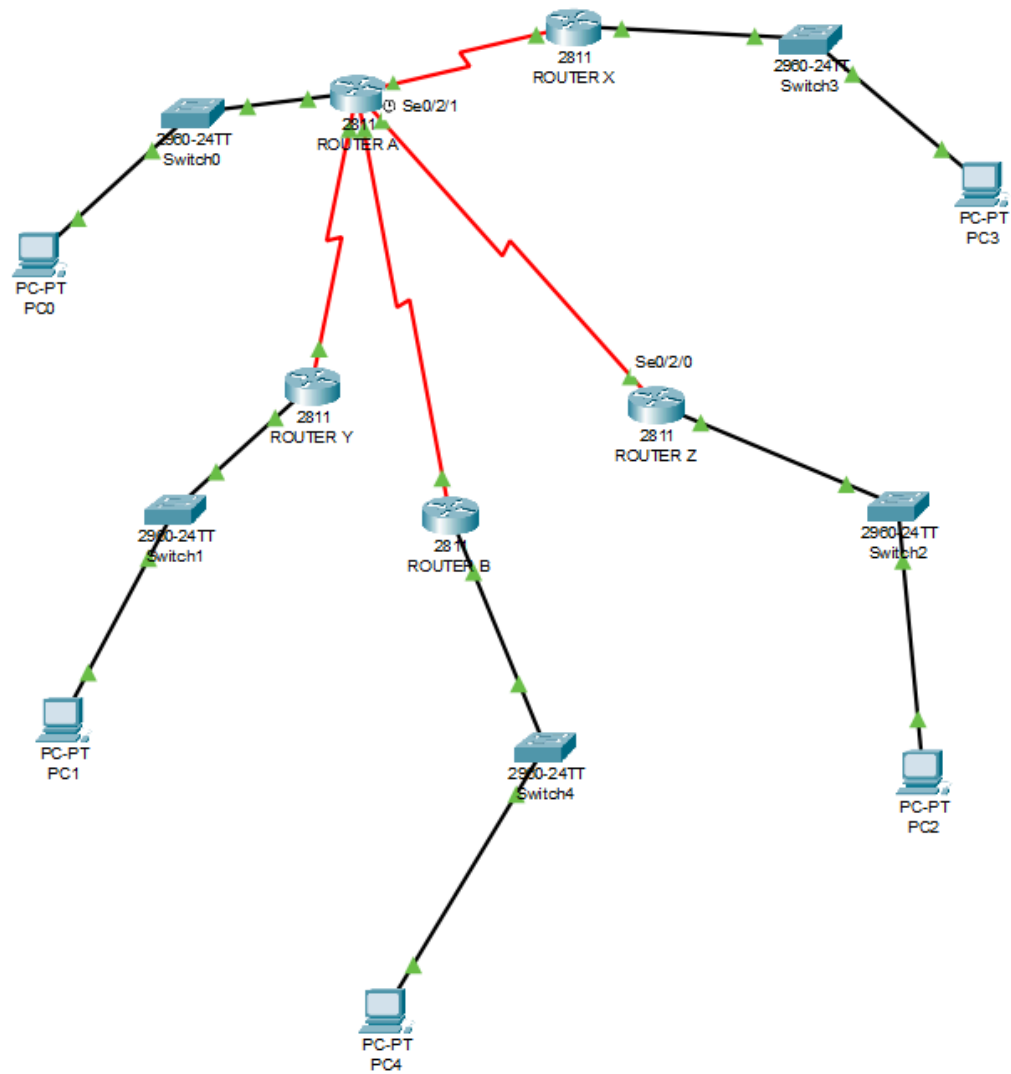 2811
ROUTER X
2960-24TT
Switch3
Se0/2/1
2811
ROUTER A
2960-24TT
Switch0
PC-PT
PC3
PC-PT
PC0
Se0/2/0
2811
ROUTER Y
2811
ROUTER Z
2960-24TT
Switch1
2811
ROUTER B
2960-24TT
Switch2
PC-PT
PC1
2960-24TT
Switch4
PC-PT
PC2
PC-PT
PC4